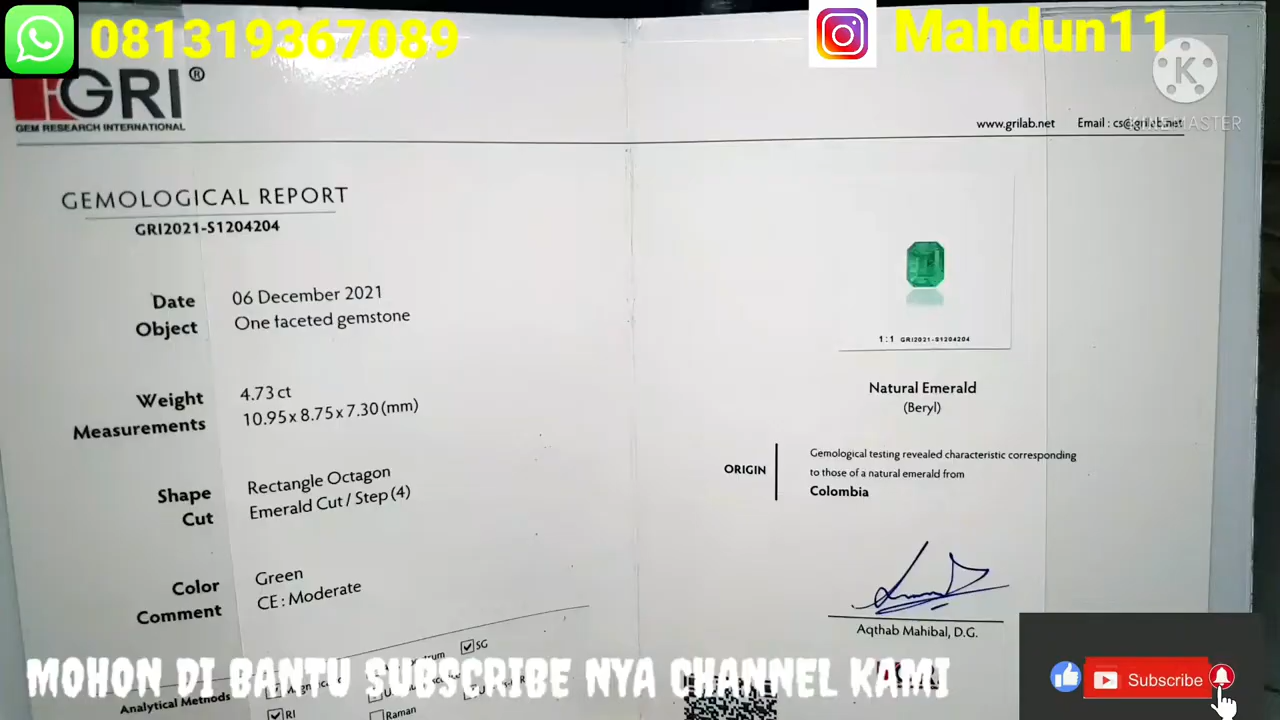 081319367089
Mahdun11
GRI®
GEM RESEARCH INTERNATIONAL
K
KINEMASTER
www.grilab.net Email : cs@grilab.net
GEMOLOGICAL REPORT
GRI2021-S1204204
Date 06 December 2021
Object One faceted gemstone
Weight 4.73 ct
Measurements 10.95 x 8.75 x 7.30 (mm)
Shape Rectangle Octagon
Cut Emerald Cut / Step (4)
Color Green
Comment CE : Moderate
Analytical Methods
SG
RI
Raman
1:1 GRI2021-S1204204
Natural Emerald
(Beryl)
ORIGIN
Gemological testing revealed characteristic corresponding
to those of a natural emerald from
Colombia
Aqthab Mahibal, D.G.
MOHON DI BANTU SUBSCRIBE NYA CHANNEL KAMI
Subscribe